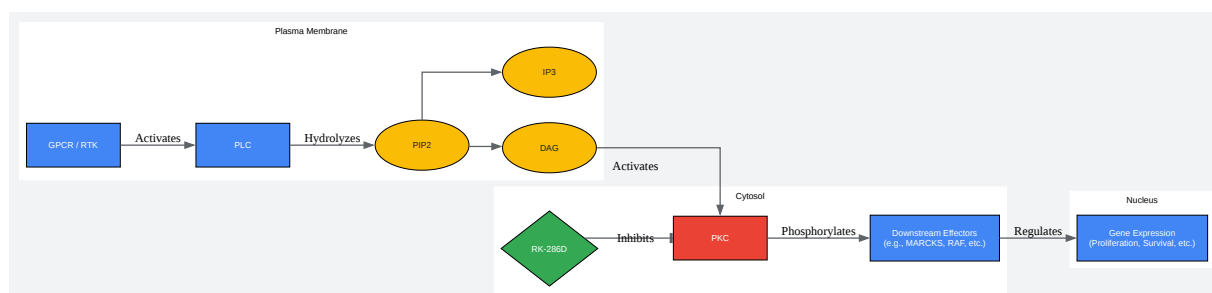 Plasma Membrane
IP3
GPCR / RTK
Activates
PLC
Hydrolyzes
PIP2
DAG
Activates
Cytosol
RK-286D
Inhibits
PKC
Phosphorylates
Downstream Effectors
(e.g., MARCKS, RAF, etc.)
Regulates
Nucleus
Gene Expression
(Proliferation, Survival, etc.)